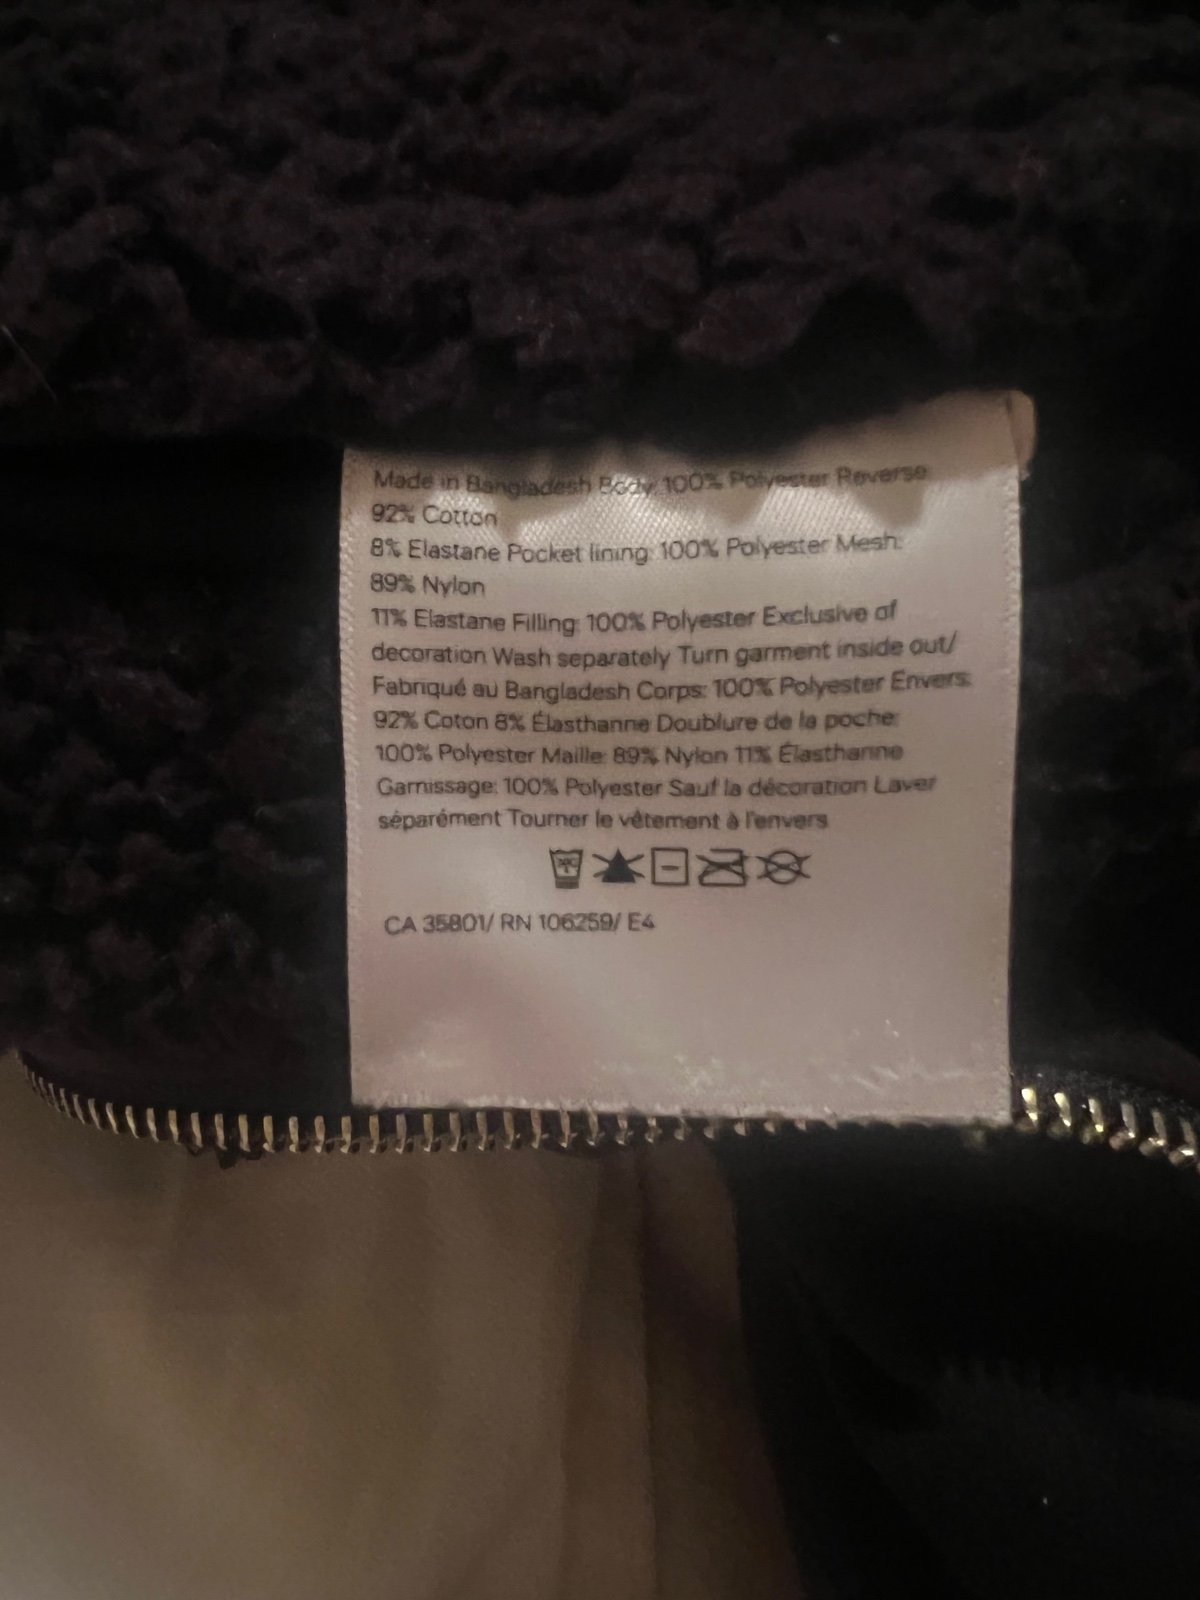 Made in Bangladesh Body: 100% Polyester Reverse:
92% Cotton
8% Elastane Pocket lining: 100% Polyester Mesh:
89% Nylon
11% Elastane Filling: 100% Polyester Exclusive of
decoration Wash separately Turn garment inside out/
Fabriqué au Bangladesh Corps: 100% Polyester Envers:
92% Coton 8% Élasthanne Doublure de la poche:
100% Polyester Maille: 89% Nylon 11% Élasthanne
Garnissage: 100% Polyester Sauf la décoration Laver
séparément Tourner le vêtement à l'envers
CA 35801/ RN 106259/ E4